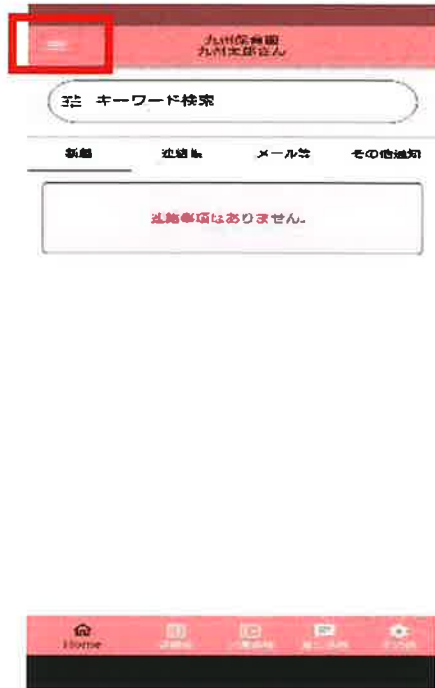 九州保育園
九州太郎さん
キーワード検索
新着 連絡帳 メール等 その他通知
連絡事項はありません。
Home